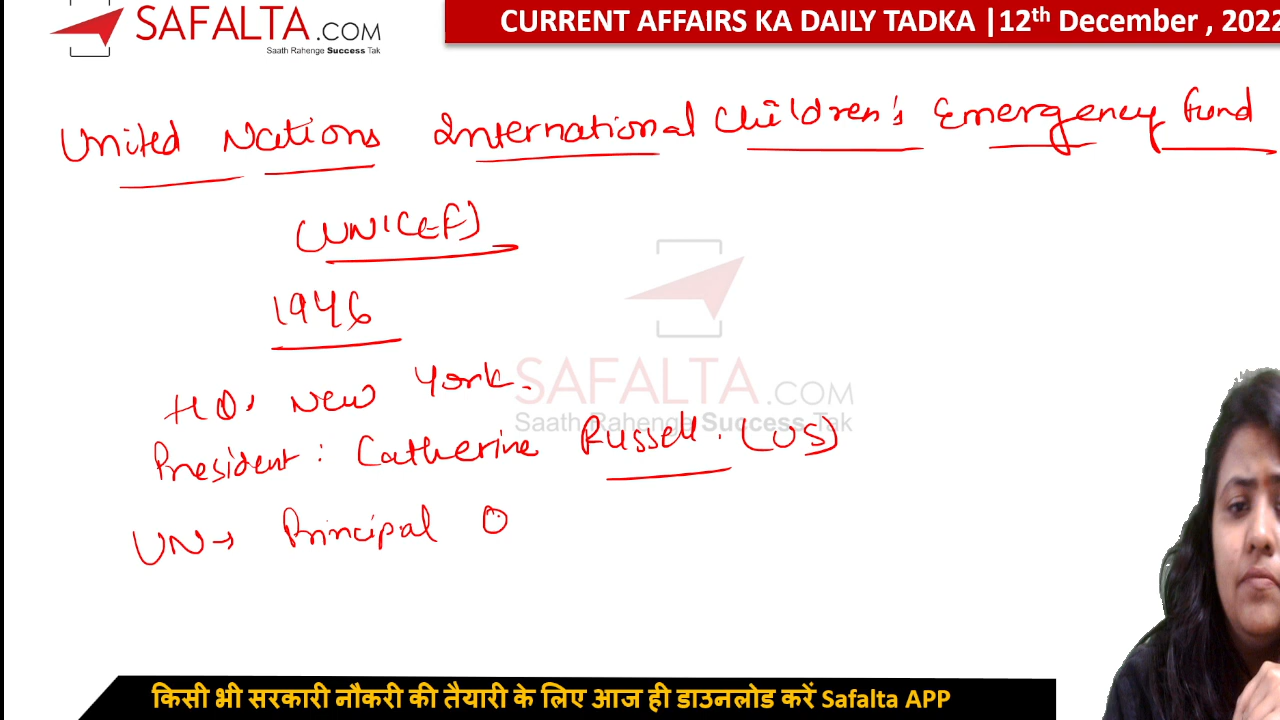 SAFALTA.COM
Saath Rahenge Success Tak
CURRENT AFFAIRS KA DAILY TADKA |12th December , 2022
United Nations International Children's Emergency Fund
(UNICEF)
1946
HQ, New York.
President : Catherine Russell. (US)
UN→ Principal O
SAFALTA.COM
Saath Rahenge Success Tak
किसी भी सरकारी नौकरी की तैयारी के लिए आज ही डाउनलोड करें Safalta APP